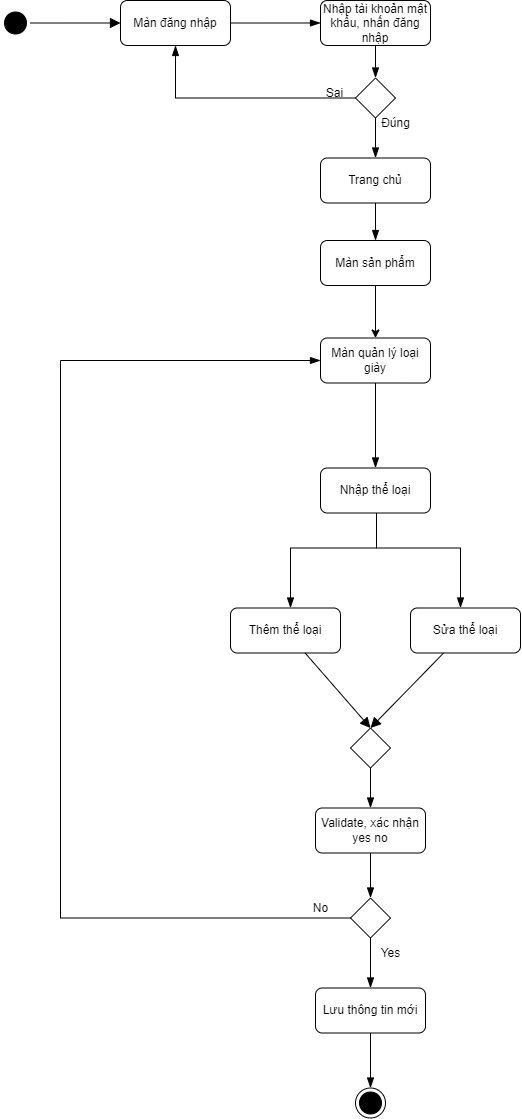 Màn đăng nhập
Nhập tài khoản mật
khẩu, nhấn đăng
nhập
Sai
Đúng
Trang chủ
Màn sản phẩm
Màn quản lý loại
giày
Nhập thể loại
Thêm thể loại
Sửa thể loại
Validate, xác nhận
yes no
No
Yes
Lưu thông tin mới